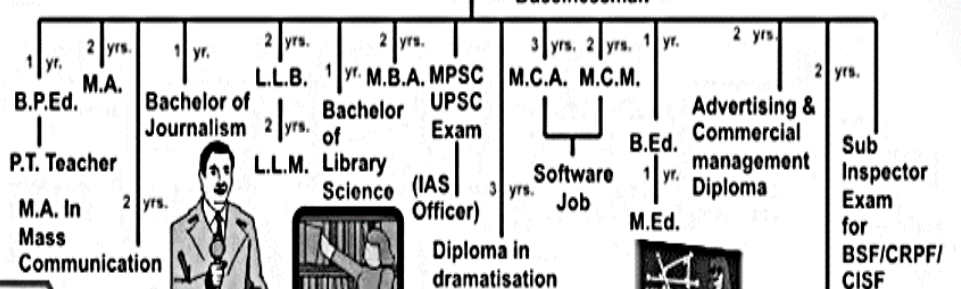 1 yr.
B.P.Ed.
P.T. Teacher
2 yrs.
M.A.
2 yrs.
M.A. In
Mass
Communication
1 yr.
Bachelor of
Journalism
2 yrs.
L.L.B.
2 yrs.
L.L.M.
1 yr.
Bachelor
of
Library
Science
2 yrs.
M.B.A.
MPSC
UPSC
Exam
(IAS
Officer)
3 yrs.
Diploma in
dramatisation
3 yrs.
M.C.A.
2 yrs.
M.C.M.
Software
Job
1 yr.
B.Ed.
1 yr.
M.Ed.
2 yrs.
Advertising &
Commercial
management
Diploma
2 yrs.
Sub
Inspector
Exam
for
BSF/CRPF/
CISF